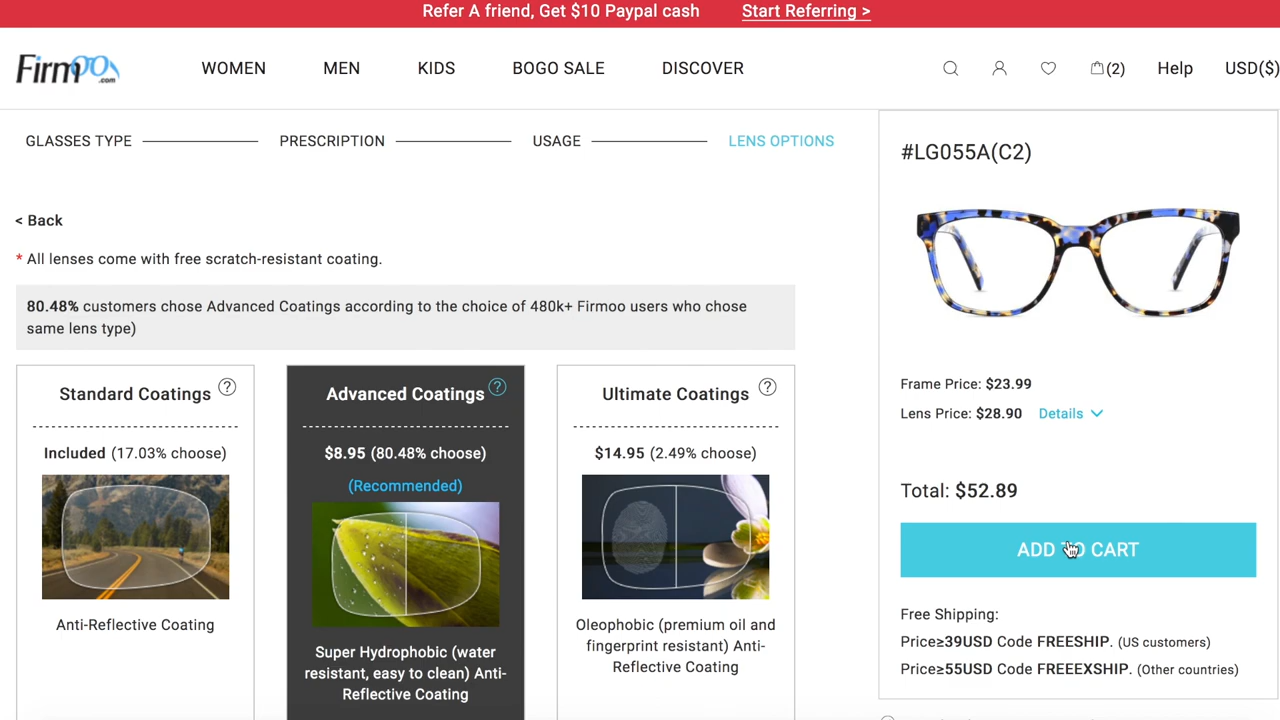 Refer A friend, Get $10 Paypal cash Start Referring >
Firmoo.com
WOMEN MEN KIDS BOGO SALE DISCOVER (2) Help USD($)
GLASSES TYPE PRESCRIPTION USAGE LENS OPTIONS
< Back
* All lenses come with free scratch-resistant coating.
80.48% customers chose Advanced Coatings according to the choice of 480k+ Firmoo users who chose
same lens type)
Standard Coatings ?
Included (17.03% choose)
Anti-Reflective Coating
Advanced Coatings ?
$8.95 (80.48% choose)
(Recommended)
Super Hydrophobic (water
resistant, easy to clean) Anti-
Reflective Coating
Ultimate Coatings ?
$14.95 (2.49% choose)
Oleophobic (premium oil and
fingerprint resistant) Anti-
Reflective Coating
#LG055A(C2)
Frame Price: $23.99
Lens Price: $28.90 Details
Total: $52.89
ADD TO CART
Free Shipping:
Price≥39USD Code FREESHIP. (US customers)
Price≥55USD Code FREEEXSHIP. (Other countries)